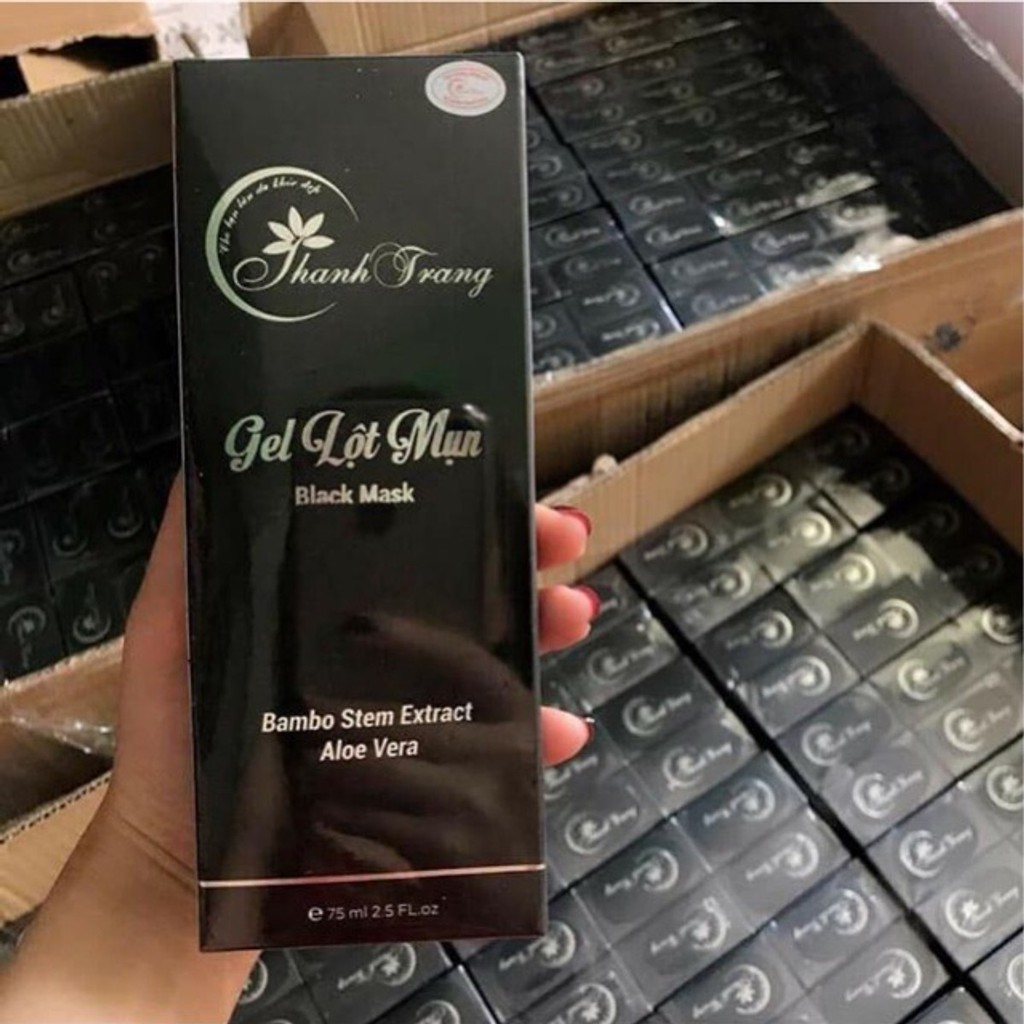 Thanh Trang
Gel Lột Mụn
Black Mask
Bambo Stem Extract
Aloe Vera
℮ 75 ml 2.5 FL.oz